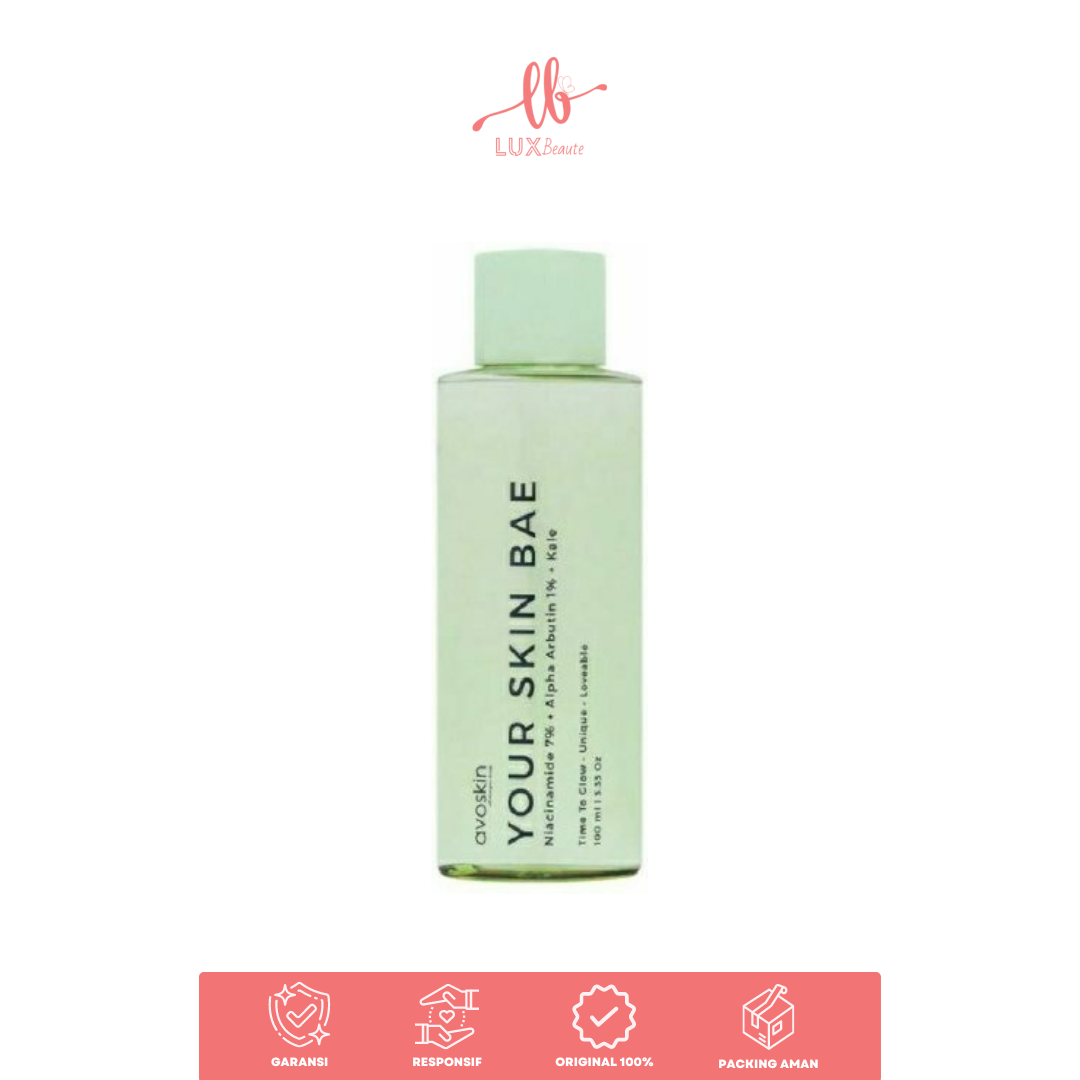 lb
LUX Beaute
avoskin
YOUR SKIN BAE
Niacinamide 7% + Alpha Arbutin 1% + Kale
Time To Glow - Unique - Loveable
100 ml | 3.33 Oz
GARANSI
RESPONSIF
ORIGINAL 100%
PACKING AMAN